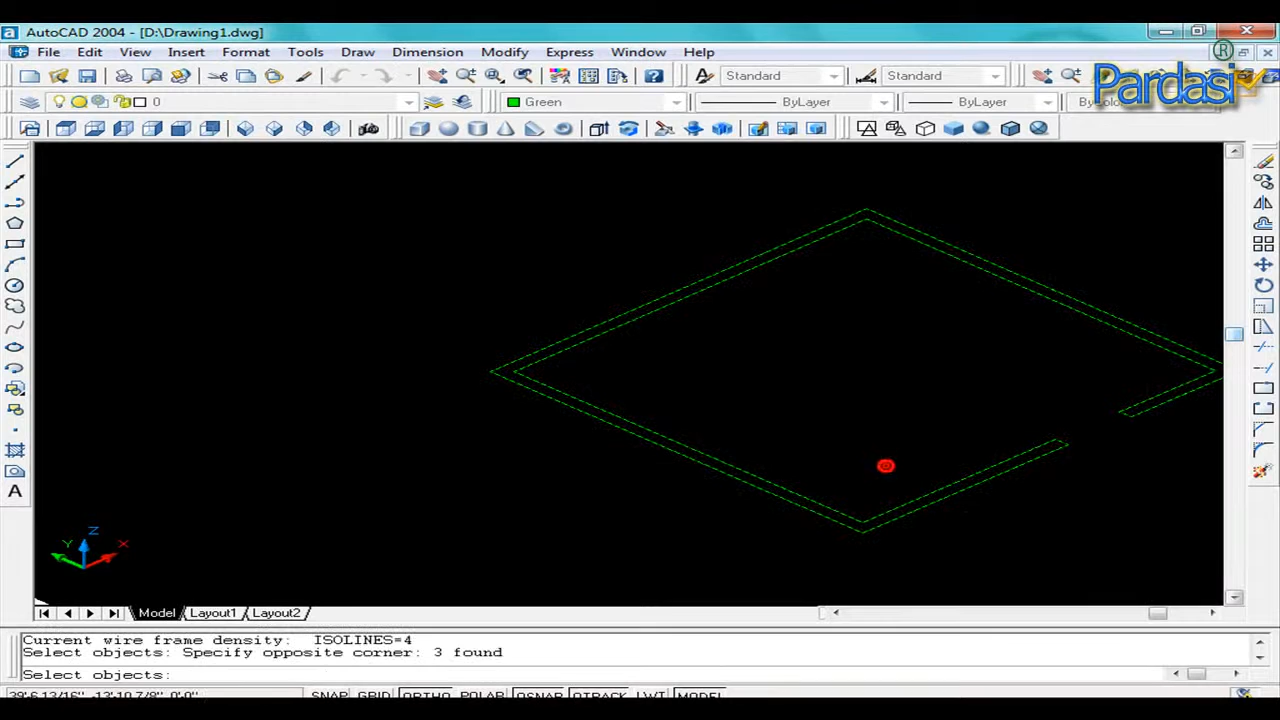 AutoCAD 2004 - [D:\Drawing1.dwg]
File Edit View Insert Format Tools Draw Dimension Modify Express Window Help
®
Pardasi
Standard Standard
0 Green ByLayer ByLayer
A
Z
Y X
Model Layout1 Layout2
Current wire frame density: ISOLINES=4
Select objects: Specify opposite corner: 3 found
Select objects:
SNAP GRID ORTHO POLAR OSNAP OTRACK LWT MODEL